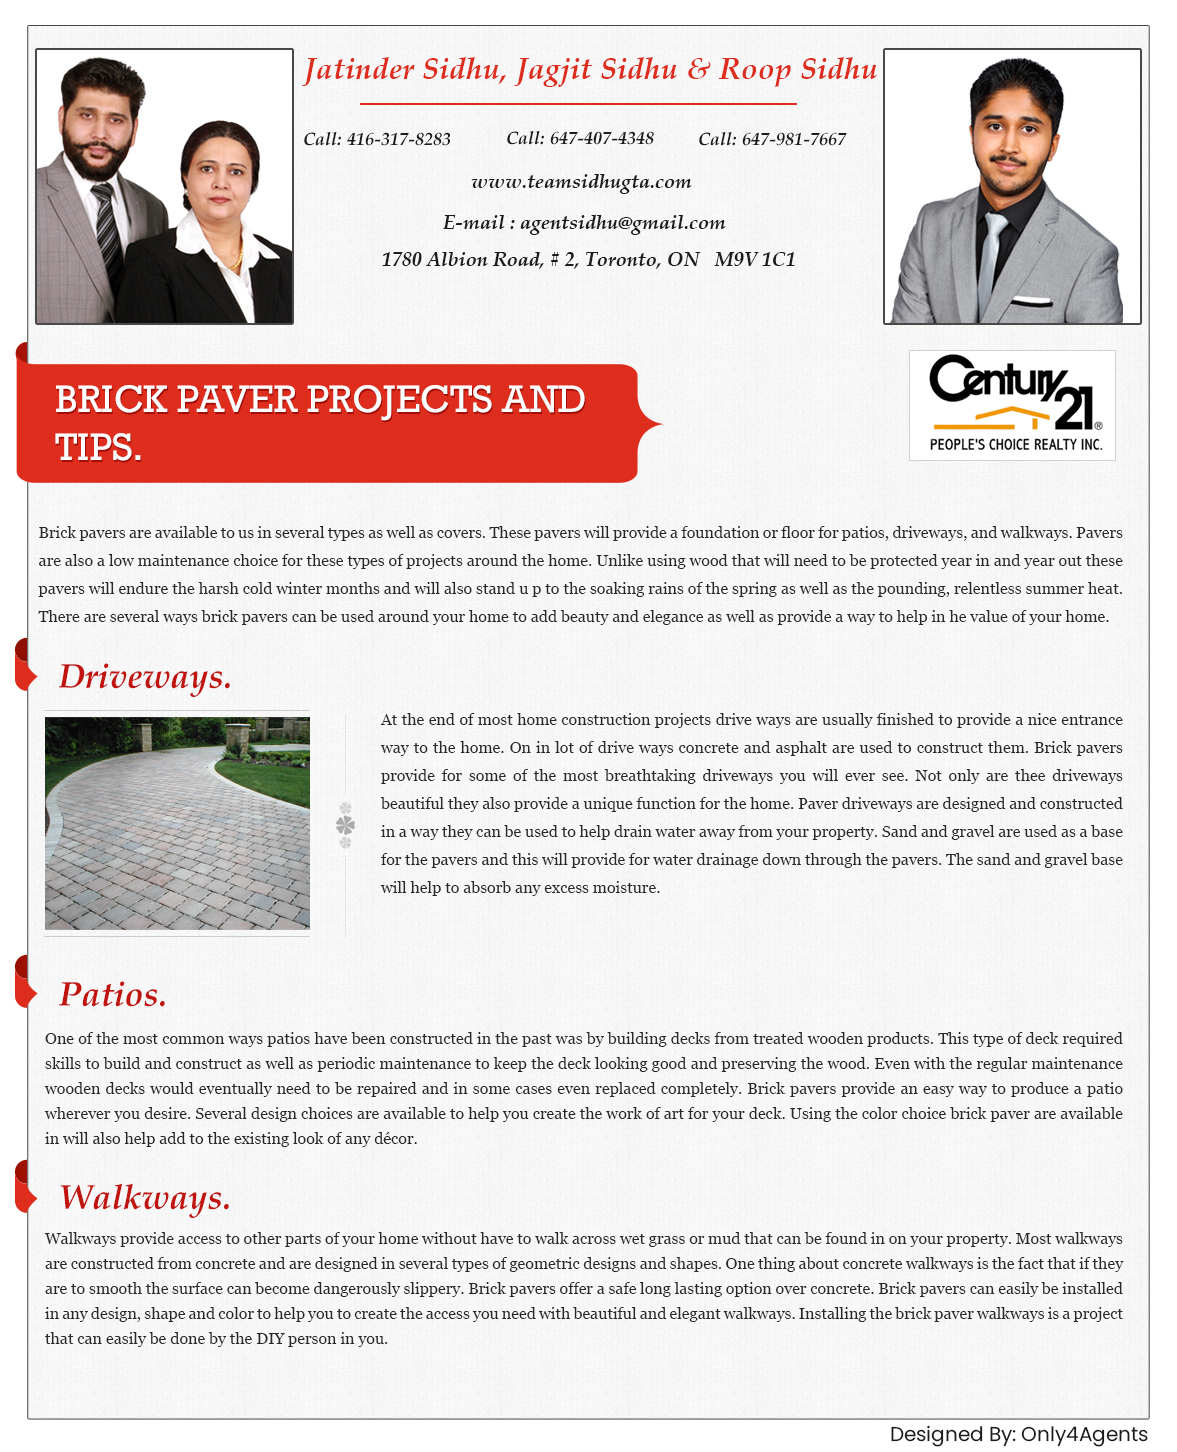 Jatinder Sidhu, Jagjit Sidhu & Roop Sidhu
Call: 416-317-8283 Call: 647-407-4348 Call: 647-981-7667
www.teamsidhugta.com
E-mail : agentsidhu@gmail.com
1780 Albion Road, # 2, Toronto, ON M9V 1C1
Century 21®
PEOPLE'S CHOICE REALTY INC.
BRICK PAVER PROJECTS AND
TIPS.
Brick pavers are available to us in several types as well as covers. These pavers will provide a foundation or floor for patios, driveways, and walkways. Pavers
are also a low maintenance choice for these types of projects around the home. Unlike using wood that will need to be protected year in and year out these
pavers will endure the harsh cold winter months and will also stand u p to the soaking rains of the spring as well as the pounding, relentless summer heat.
There are several ways brick pavers can be used around your home to add beauty and elegance as well as provide a way to help in he value of your home.
Driveways.
At the end of most home construction projects drive ways are usually finished to provide a nice entrance
way to the home. On in lot of drive ways concrete and asphalt are used to construct them. Brick pavers
provide for some of the most breathtaking driveways you will ever see. Not only are thee driveways
beautiful they also provide a unique function for the home. Paver driveways are designed and constructed
in a way they can be used to help drain water away from your property. Sand and gravel are used as a base
for the pavers and this will provide for water drainage down through the pavers. The sand and gravel base
will help to absorb any excess moisture.
Patios.
One of the most common ways patios have been constructed in the past was by building decks from treated wooden products. This type of deck required
skills to build and construct as well as periodic maintenance to keep the deck looking good and preserving the wood. Even with the regular maintenance
wooden decks would eventually need to be repaired and in some cases even replaced completely. Brick pavers provide an easy way to produce a patio
wherever you desire. Several design choices are available to help you create the work of art for your deck. Using the color choice brick paver are available
in will also help add to the existing look of any décor.
Walkways.
Walkways provide access to other parts of your home without have to walk across wet grass or mud that can be found in on your property. Most walkways
are constructed from concrete and are designed in several types of geometric designs and shapes. One thing about concrete walkways is the fact that if they
are to smooth the surface can become dangerously slippery. Brick pavers offer a safe long lasting option over concrete. Brick pavers can easily be installed
in any design, shape and color to help you to create the access you need with beautiful and elegant walkways. Installing the brick paver walkways is a project
that can easily be done by the DIY person in you.
Designed By: Only4Agents